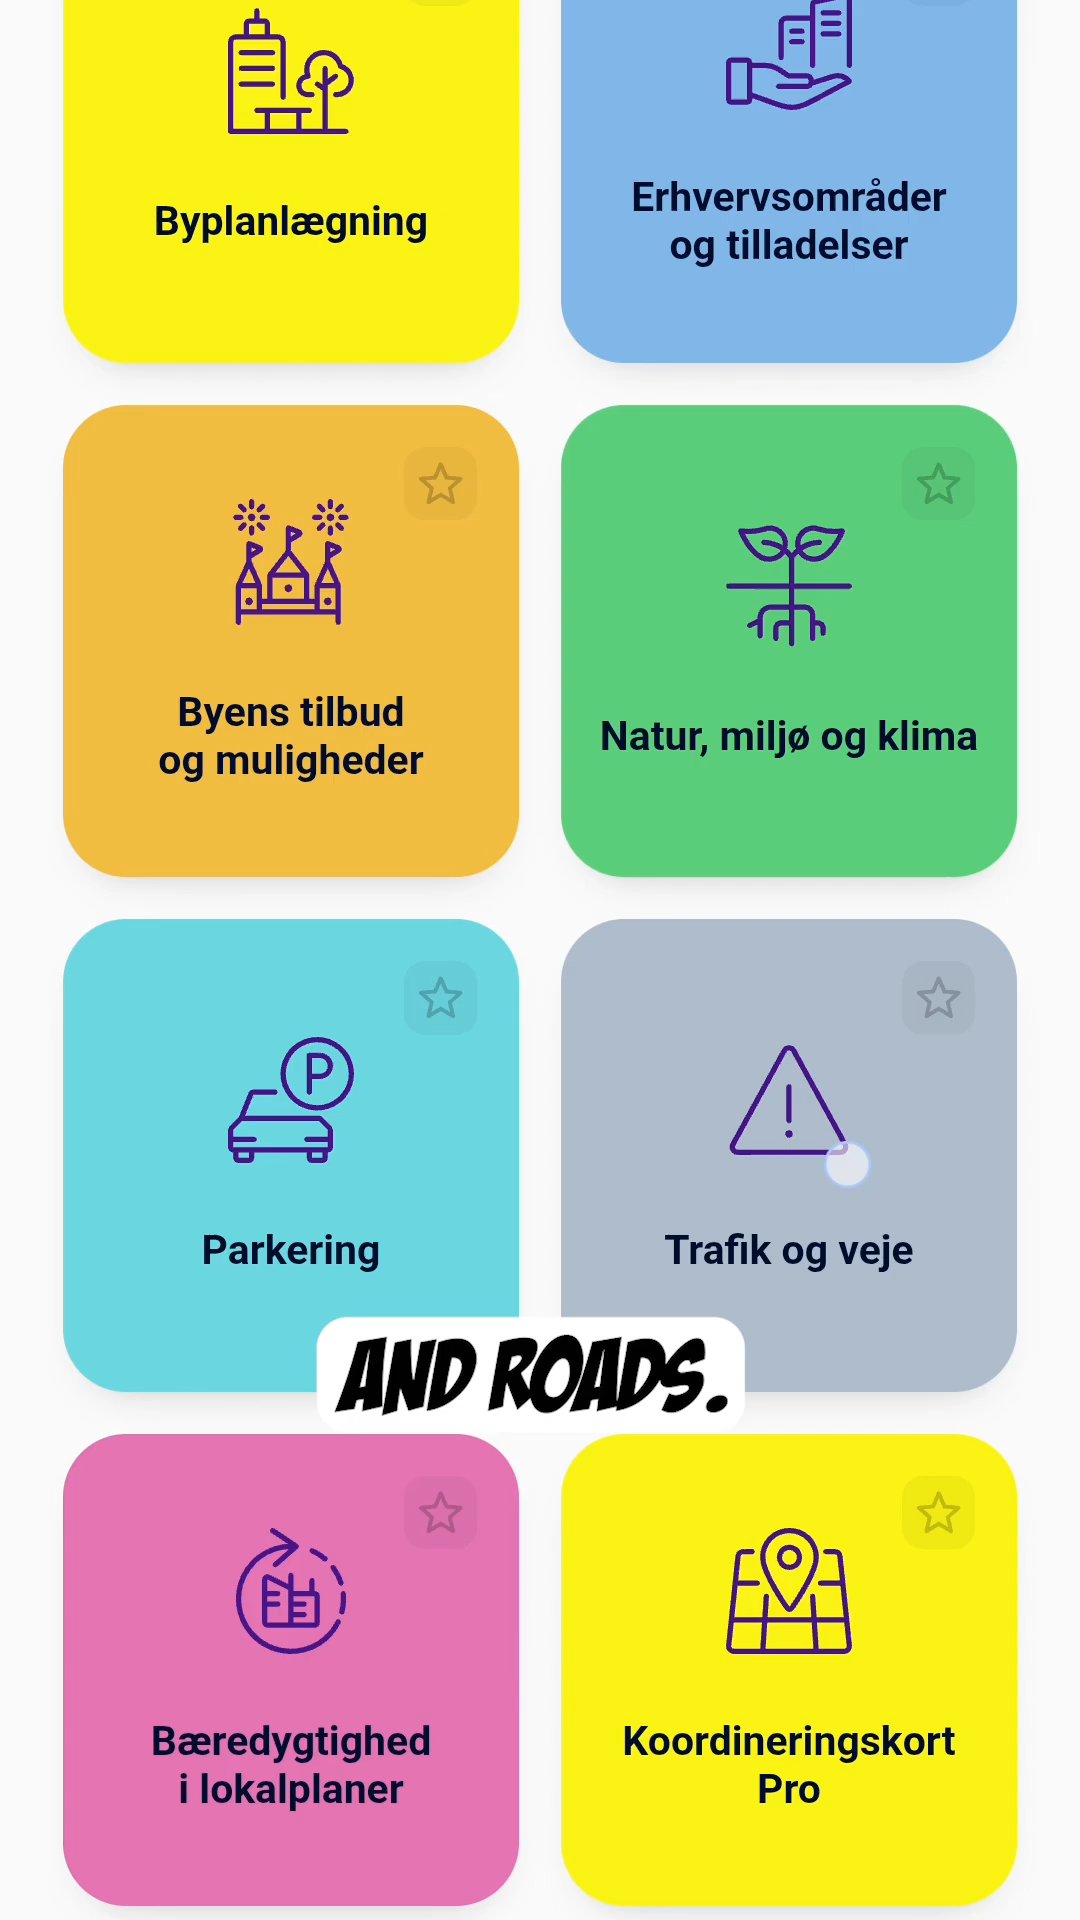 Byplanlægning
Erhvervsområder
og tilladelser
Byens tilbud
og muligheder
Natur, miljø og klima
P
Parkering
Trafik og veje
AND ROADS.
Bæredygtighed
i lokalplaner
Koordineringskort
Pro